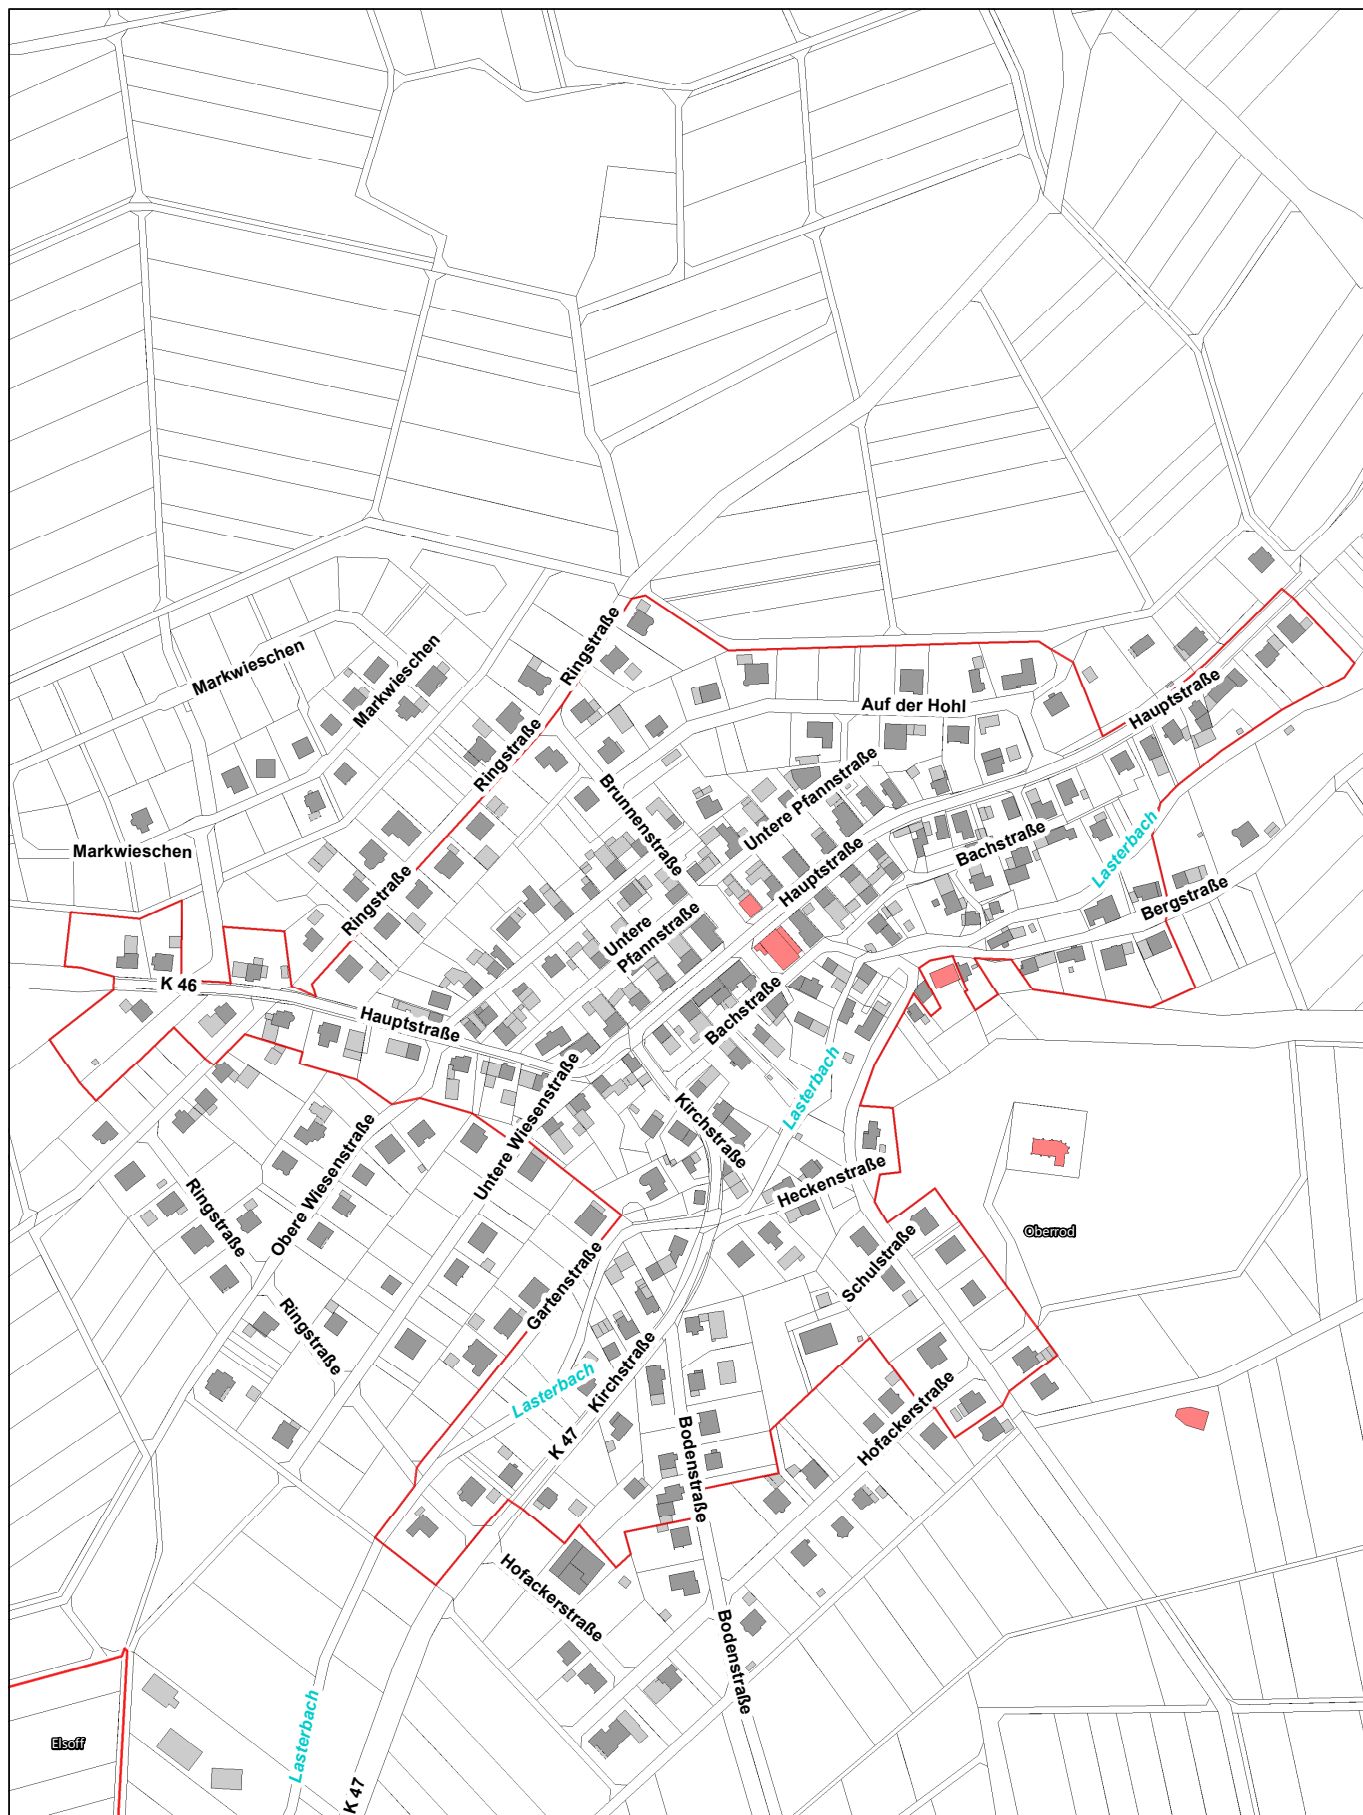 Ringstraße
Markwieschen
Markwieschen
Hauptstraße
Auf der Hohl
Ringstraße
Untere Pfannstraße
Brunnenstraße
Bachstraße
Lasterbach
Markwieschen
Hauptstraße
Bergstraße
Ringstraße
Untere
Pfannstraße
K 46
Bachstraße
Hauptstraße
Lasterbach
Untere Wiesenstraße
Kirchstraße
Heckenstraße
Obere Wiesenstraße
Ringstraße
Oberrod
Schulstraße
Gartenstraße
Ringstraße
Kirchstraße
Lasterbach
Hofackerstraße
K 47
Bodenstraße
Hofackerstraße
Bodenstraße
Elsoff
Lasterbach
K 47